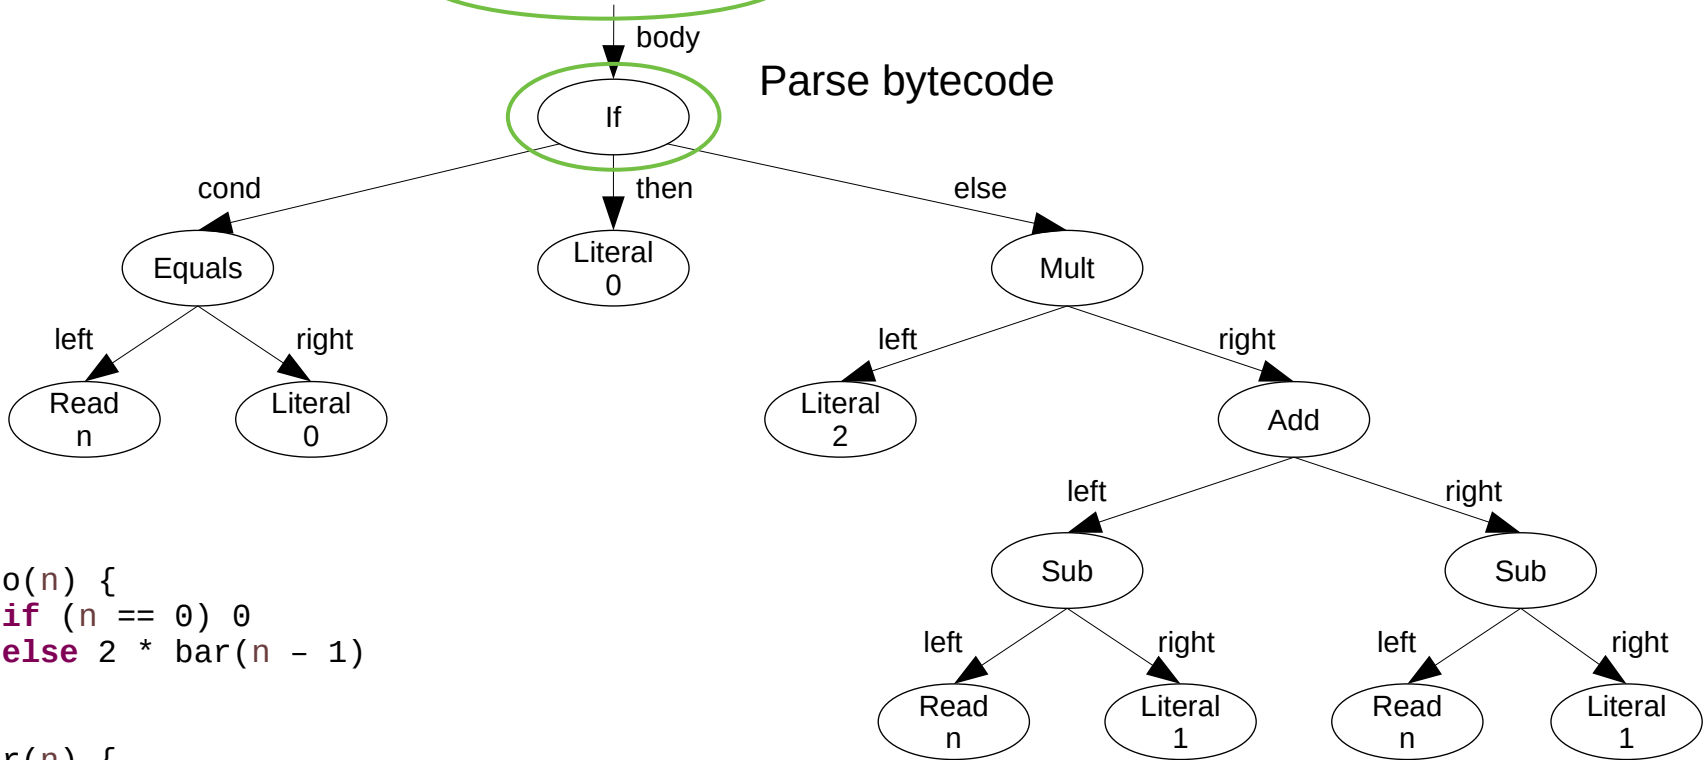 body
Parse bytecode
If
cond
then
else
Equals
Literal
0
Mult
left
right
left
right
Read
n
Literal
0
Literal
2
Add
left
right
Sub
Sub
o(n) {
if (n == 0) 0
else 2 * bar(n – 1)
left
right
left
right
Read
n
Literal
1
Read
n
Literal
1
r(n) {